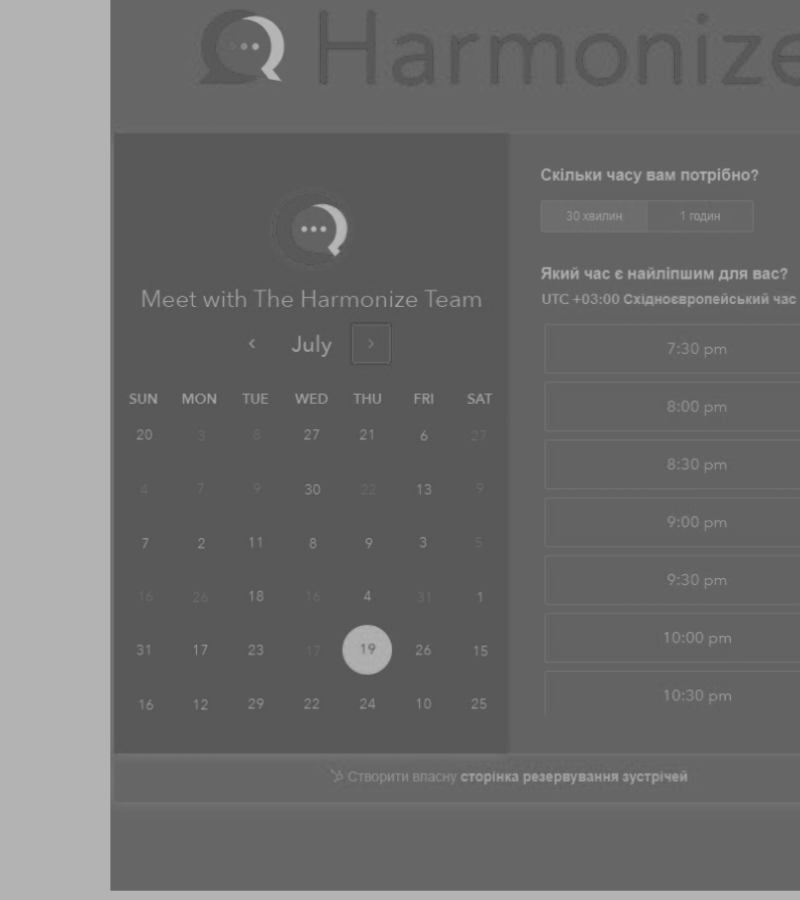 Harmonize
Meet with The Harmonize Team
July
SUN MON TUE WED THU FRI SAT
20 3 8 27 21 6 27
4 7 9 30 22 13 9
7 2 11 8 9 3 5
16 26 18 16 4 31 1
31 17 23 17 19 26 15
16 12 29 22 24 10 25
Скільки часу вам потрібно?
30 хвилин 1 годин
Який час є найліпшим для вас?
UTC +03:00 Східноєвропейський час
7:30 pm
8:00 pm
8:30 pm
9:00 pm
9:30 pm
10:00 pm
10:30 pm
Створити власну сторінка резервування зустрічей